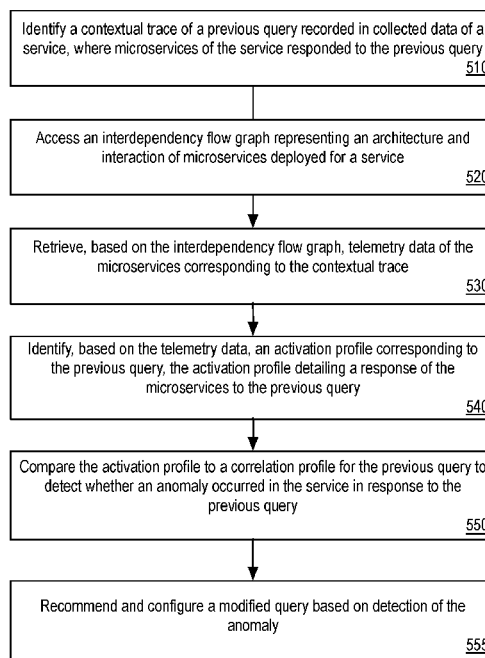 Identify a contextual trace of a previous query recorded in collected data of a
service, where microservices of the service responded to the previous query
510
Access an interdependency flow graph representing an architecture and
interaction of microservices deployed for a service
520
Retrieve, based on the interdependency flow graph, telemetry data of the
microservices corresponding to the contextual trace
530
Identify, based on the telemetry data, an activation profile corresponding to
the previous query, the activation profile detailing a response of the
microservices to the previous query
540
Compare the activation profile to a correlation profile for the previous query to
detect whether an anomaly occurred in the service in response to the
previous query
550
Recommend and configure a modified query based on detection of the
anomaly
555